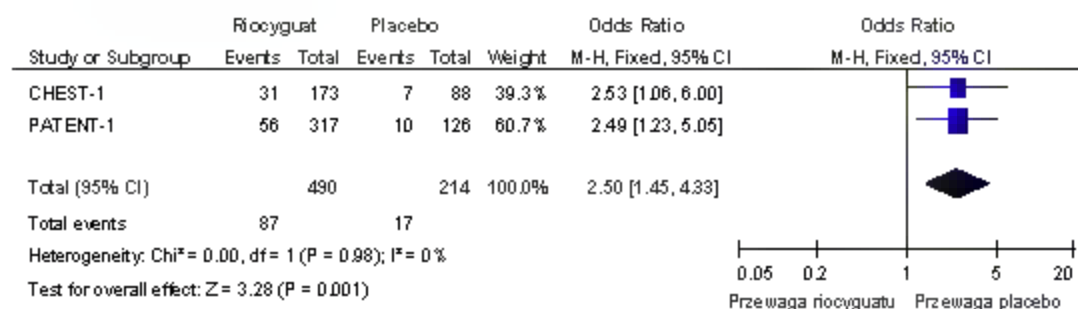 Riocyguat Placebo Odds Ratio Odds Ratio
Study or Subgroup Events Total Events Total Weight M-H, Fixed, 95% CI M-H, Fixed, 95% CI
CHEST-1 31 173 7 88 39.3% 2.53 [1.06, 6.00]
PATENT-1 56 317 10 126 60.7% 2.49 [1.23, 5.05]
Total (95% CI) 490 214 100.0% 2.50 [1.45, 4.33]
Total events 87 17
Heterogeneity: Chi² = 0.00, df = 1 (P = 0.98); I² = 0%
Test for overall effect: Z = 3.28 (P = 0.001)
0.05 0.2 1 5 20
Przewaga riocyguatu Przewaga placebo